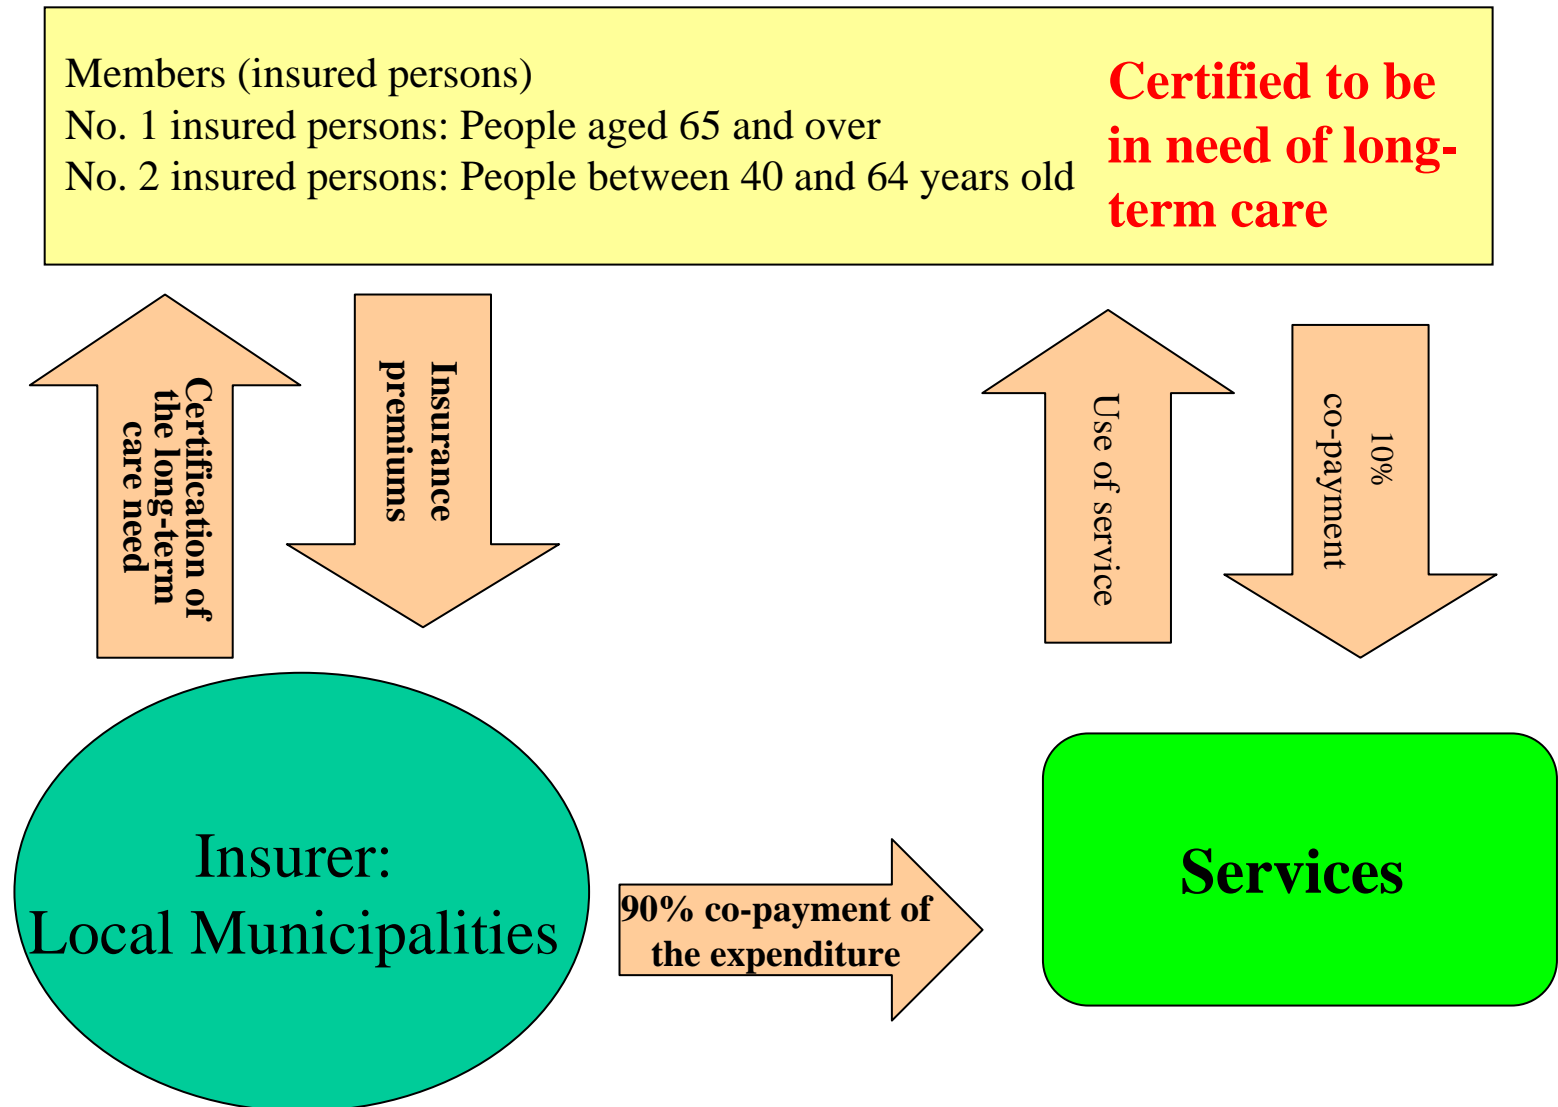 Members (insured persons)
No. 1 insured persons: People aged 65 and over
No. 2 insured persons: People between 40 and 64 years old
Certified to be
in need of long-
term care
Certification of
the long-term
care need
Insurance
premiums
Use of service
10%
co-payment
Insurer:
Local Municipalities
90% co-payment of
the expenditure
Services